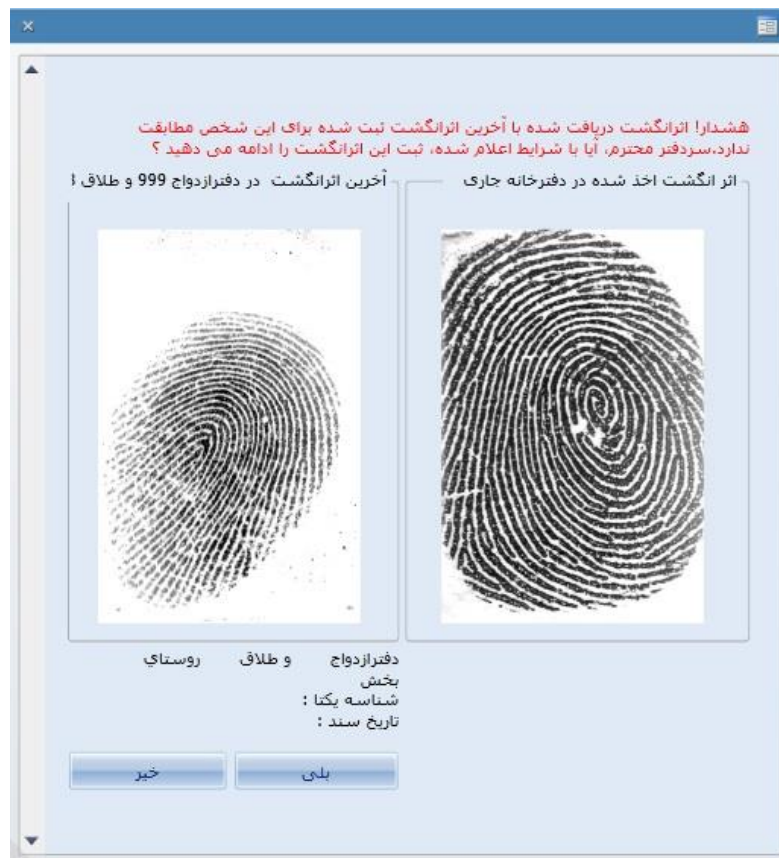 هشدار! اثرانگشت دریافت شده با آخرین اثرانگشت ثبت شده برای این شخص مطابقت
ندارد،سردفتر محترم، آیا با شرایط اعلام شده، ثبت این اثرانگشت را ادامه می دهید ؟
اثر انگشت اخذ شده در دفترخانه جاری
آخرین اثرانگشت در دفترازدواج 999 و طلاق
دفترازدواج و طلاق روستاي
بخش
شناسه یکتا :
تاریخ سند :
بلی
خیر